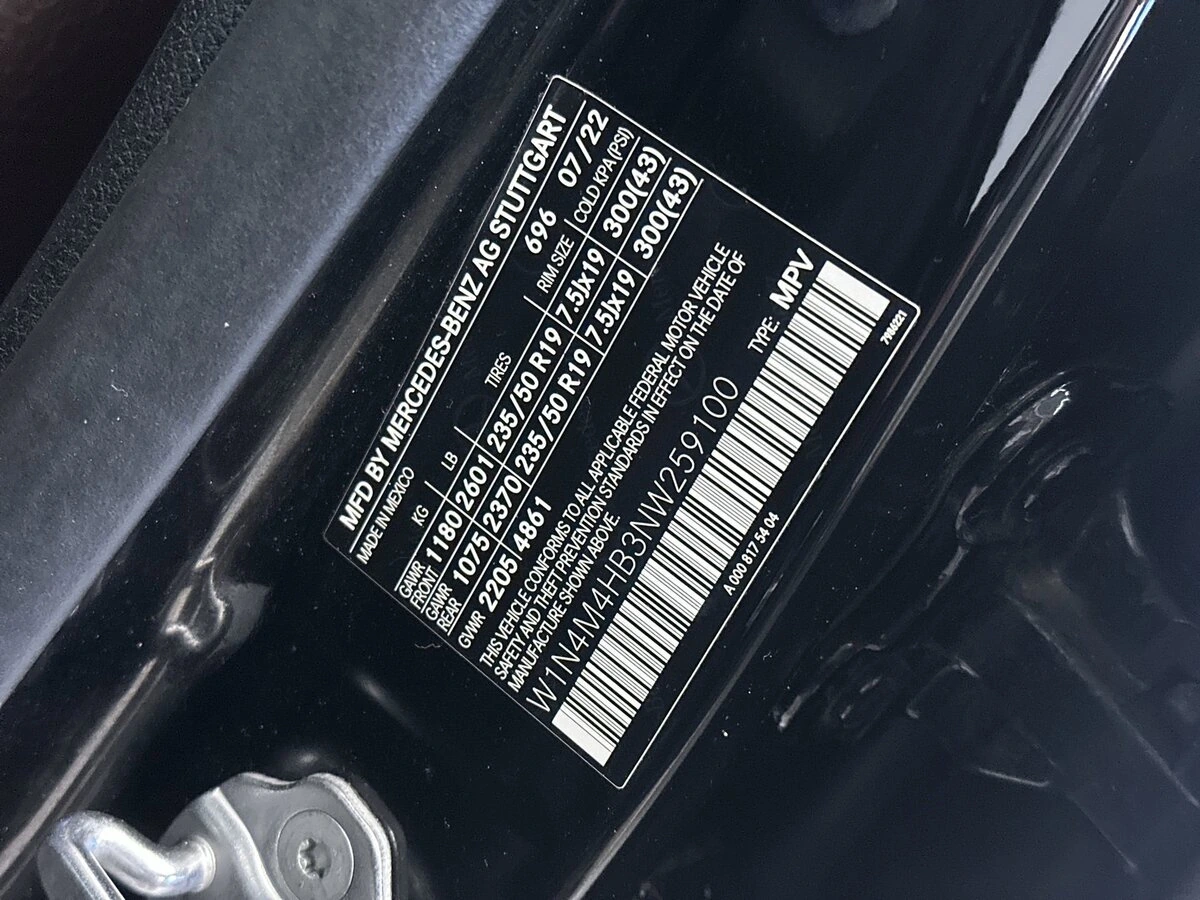 MFD BY MERCEDES-BENZ AG STUTTGART
MADE IN MEXICO 696 07/22
KG LB TIRES RIM SIZE COLD KPA (PSI)
GAWR FRONT 1180 2601 235/50 R19 7.5Jx19 300(43)
GAWR REAR 1075 2370 235/50 R19 7.5Jx19 300(43)
GVWR 2205 4861
THIS VEHICLE CONFORMS TO ALL APPLICABLE FEDERAL MOTOR VEHICLE
SAFETY AND THEFT PREVENTION STANDARDS IN EFFECT ON THE DATE OF
MANUFACTURE SHOWN ABOVE.
W1N4M4HB3NW259100 TYPE: MPV
A 000 817 54 04